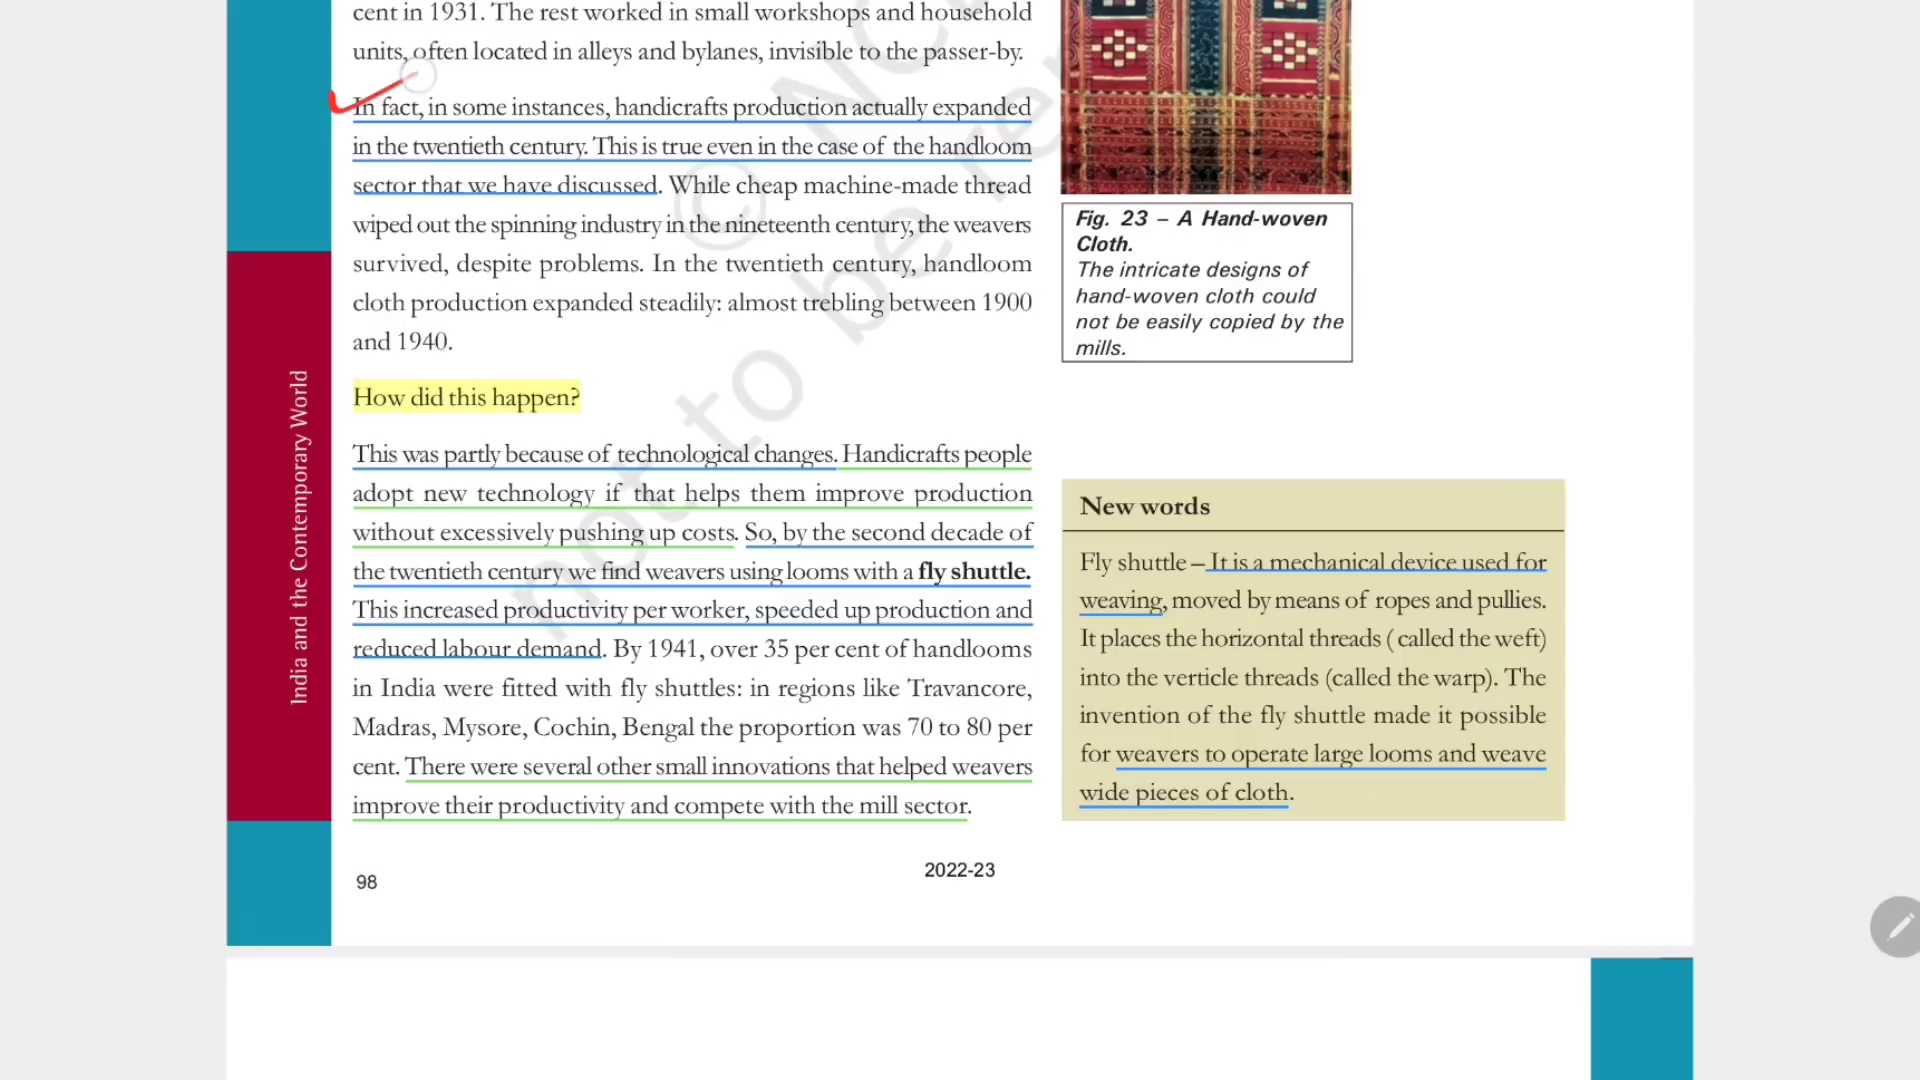 cent in 1931. The rest worked in small workshops and household
units, often located in alleys and bylanes, invisible to the passer-by.
In fact, in some instances, handicrafts production actually expanded
in the twentieth century. This is true even in the case of the handloom
sector that we have discussed. While cheap machine-made thread
wiped out the spinning industry in the nineteenth century, the weavers
survived, despite problems. In the twentieth century, handloom
cloth production expanded steadily: almost trebling between 1900
and 1940.
How did this happen?
This was partly because of technological changes. Handicrafts people
adopt new technology if that helps them improve production
without excessively pushing up costs. So, by the second decade of
the twentieth century we find weavers using looms with a fly shuttle.
This increased productivity per worker, speeded up production and
reduced labour demand. By 1941, over 35 per cent of handlooms
in India were fitted with fly shuttles: in regions like Travancore,
Madras, Mysore, Cochin, Bengal the proportion was 70 to 80 per
cent. There were several other small innovations that helped weavers
improve their productivity and compete with the mill sector.
Fig. 23 – A Hand-woven
Cloth.
The intricate designs of
hand-woven cloth could
not be easily copied by the
mills.
New words
Fly shuttle – It is a mechanical device used for
weaving, moved by means of ropes and pullies.
It places the horizontal threads ( called the weft)
into the verticle threads (called the warp). The
invention of the fly shuttle made it possible
for weavers to operate large looms and weave
wide pieces of cloth.
India and the Contemporary World
98
2022-23
© NC
not to be re